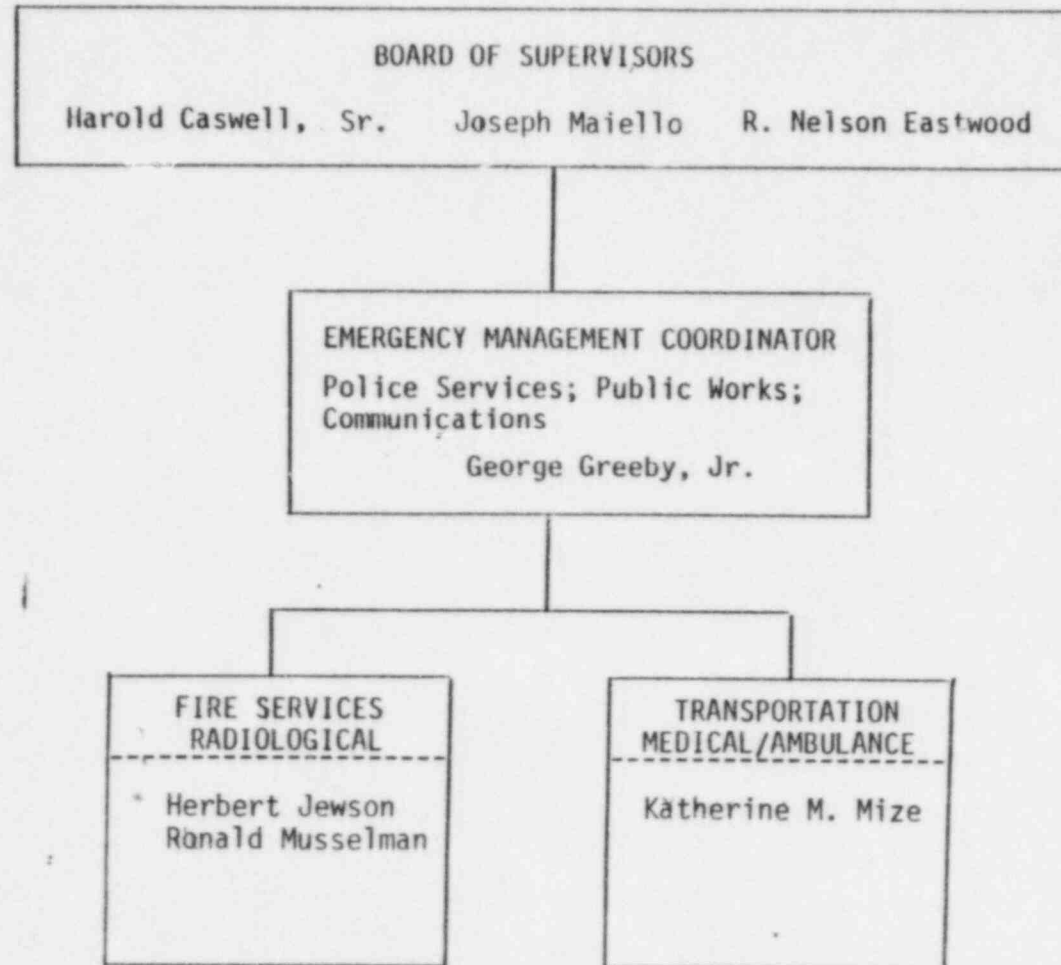 BOARD OF SUPERVISORS
Harold Caswell, Sr. Joseph Maiello R. Nelson Eastwood
EMERGENCY MANAGEMENT COORDINATOR
Police Services; Public Works;
Communications
George Greeby, Jr.
FIRE SERVICES
RADIOLOGICAL
Herbert Jewson
Ronald Musselman
TRANSPORTATION
MEDICAL/AMBULANCE
Katherine M. Mize